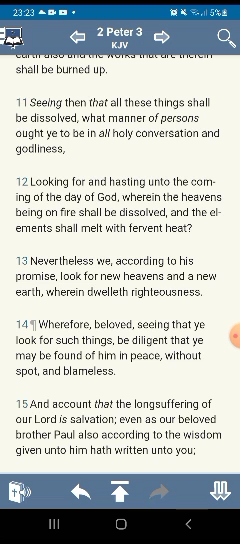 23:23
5%
2 Peter 3
KJV
shall be burned up.
11 Seeing then that all these things shall
be dissolved, what manner of persons
ought ye to be in all holy conversation and
godliness,
12 Looking for and hasting unto the com-
ing of the day of God, wherein the heavens
being on fire shall be dissolved, and the el-
ements shall melt with fervent heat?
13 Nevertheless we, according to his
promise, look for new heavens and a new
earth, wherein dwelleth righteousness.
14 ¶ Wherefore, beloved, seeing that ye
look for such things, be diligent that ye
may be found of him in peace, without
spot, and blameless.
15 And account that the longsuffering of
our Lord is salvation; even as our beloved
brother Paul also according to the wisdom
given unto him hath written unto you;